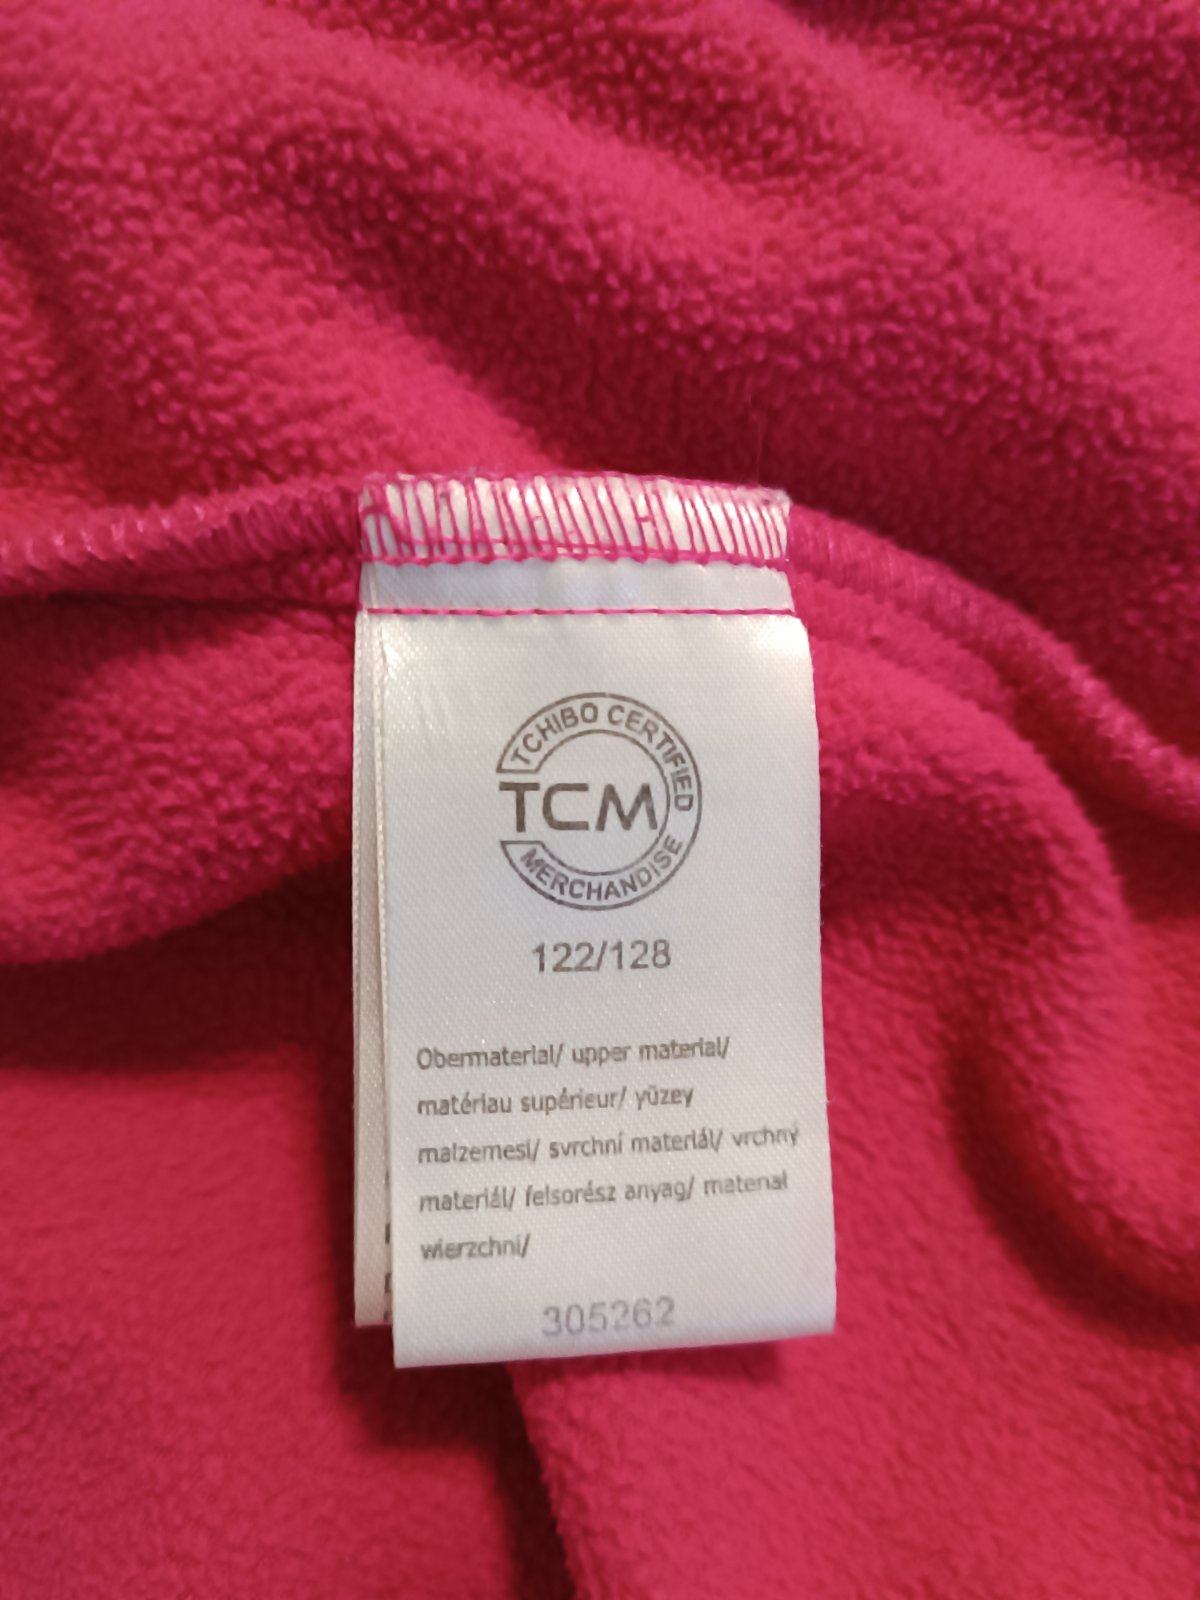 TCHIBO CERTIFIED
TCM
MERCHANDISE
122/128
Obermaterial/ upper material/
matériau supérieur/ yüzey
malzemesi/ svrchní materiál/ vrchný
materiál/ felsorész anyag/ materiał
wierzchni/
305262